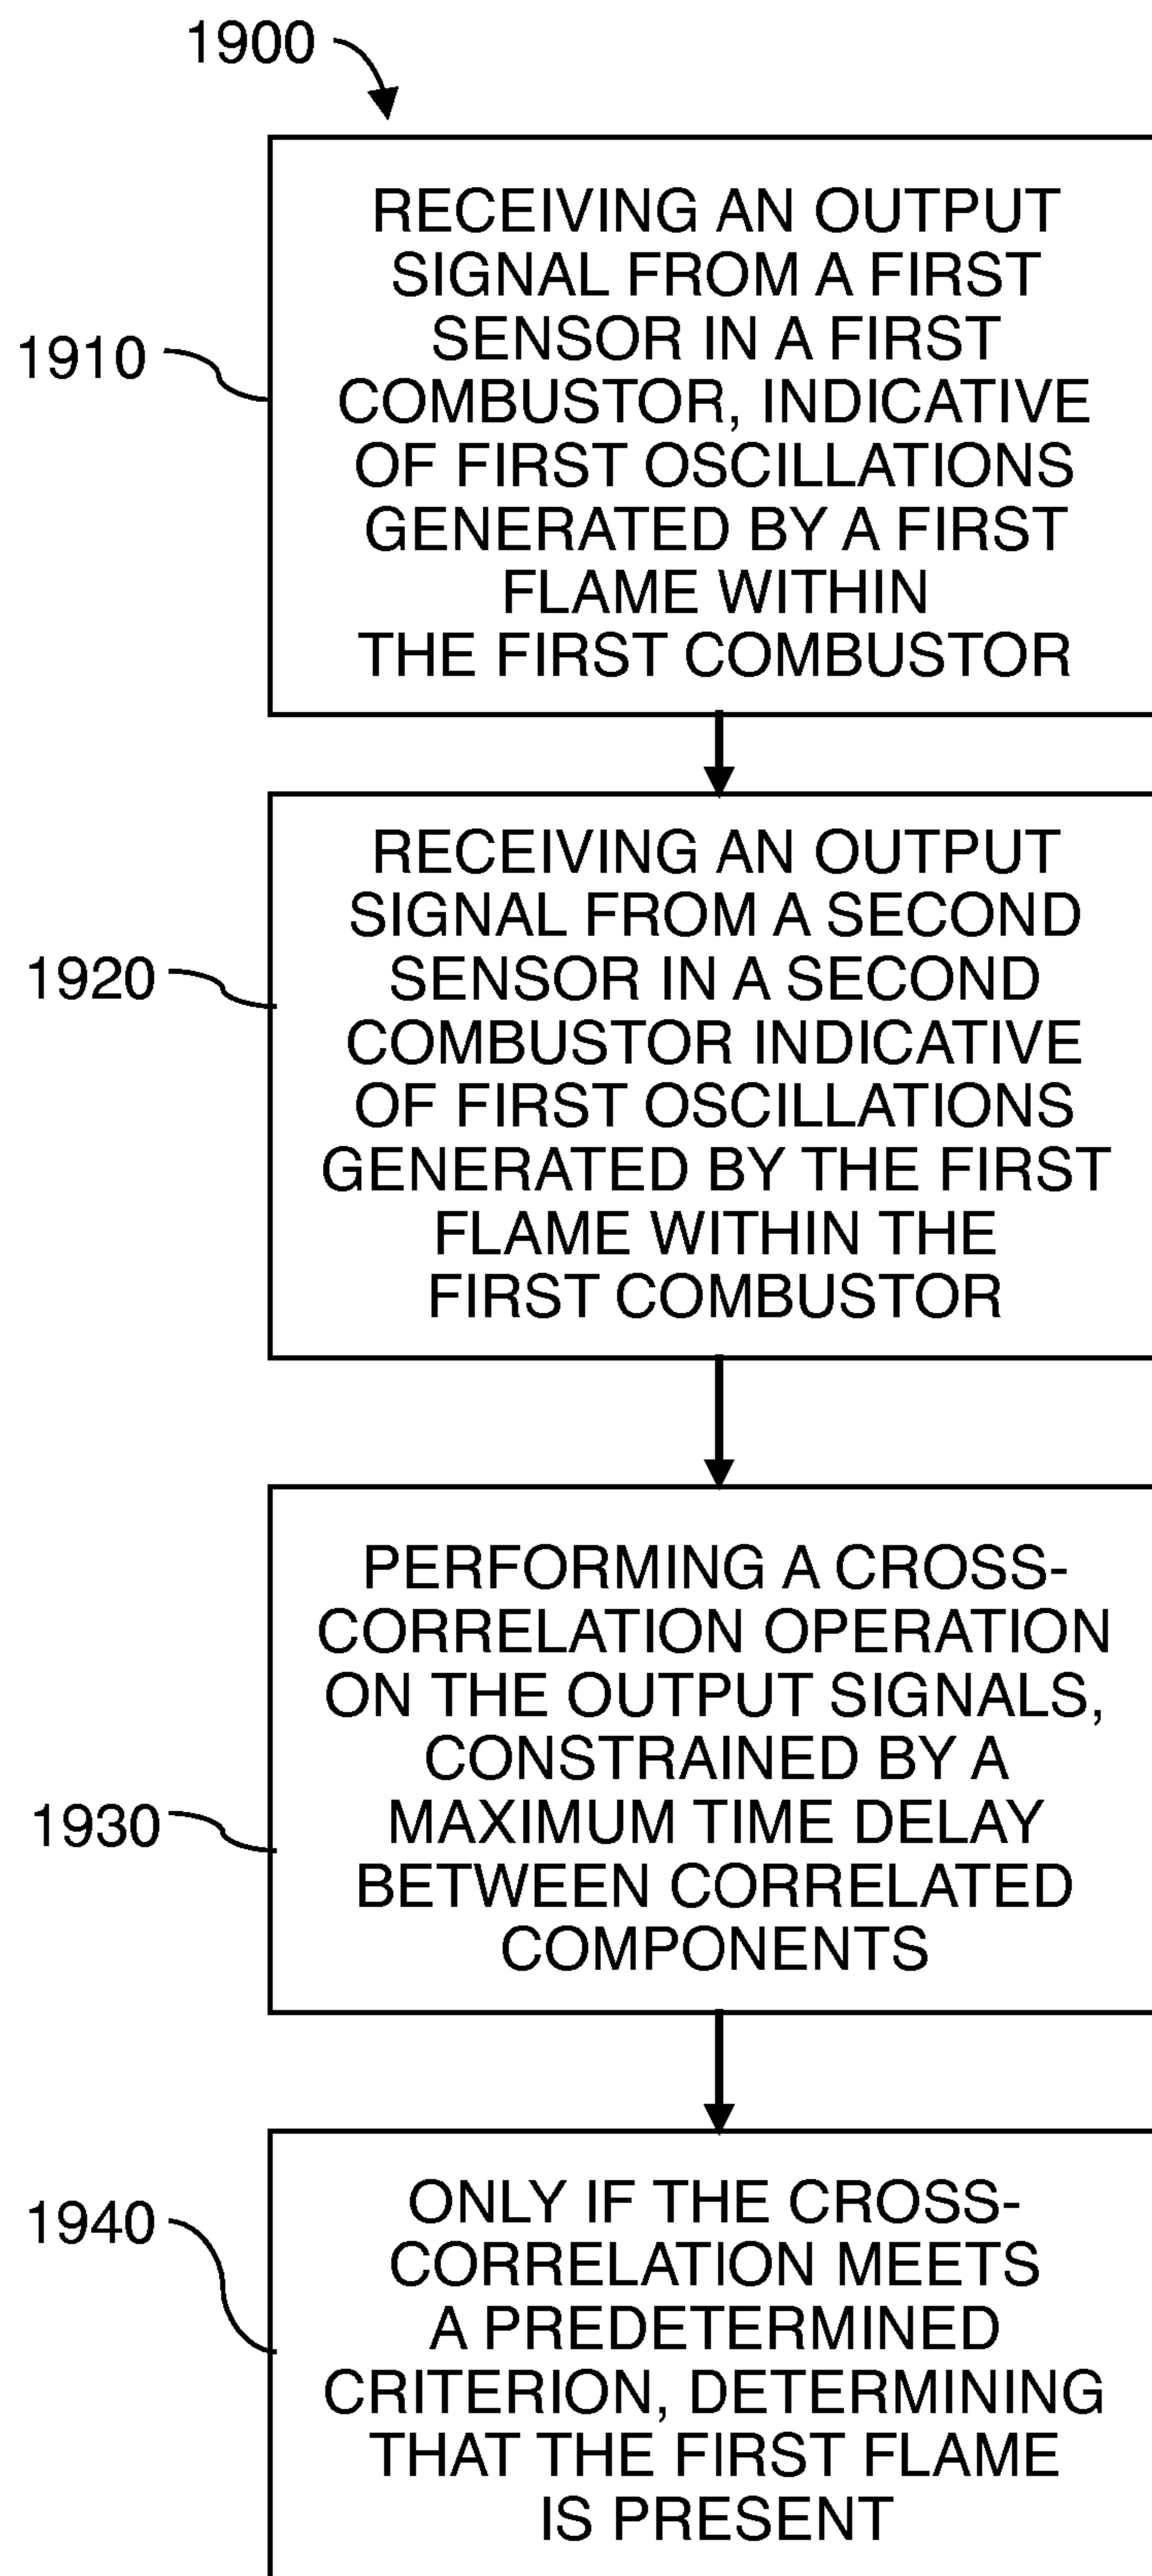 1900
RECEIVING AN OUTPUT
SIGNAL FROM A FIRST
SENSOR IN A FIRST
COMBUSTOR, INDICATIVE
OF FIRST OSCILLATIONS
GENERATED BY A FIRST
FLAME WITHIN
THE FIRST COMBUSTOR
1910
RECEIVING AN OUTPUT
SIGNAL FROM A SECOND
SENSOR IN A SECOND
COMBUSTOR INDICATIVE
OF FIRST OSCILLATIONS
GENERATED BY THE FIRST
FLAME WITHIN THE
FIRST COMBUSTOR
1920
PERFORMING A CROSS-
CORRELATION OPERATION
ON THE OUTPUT SIGNALS,
CONSTRAINED BY A
MAXIMUM TIME DELAY
BETWEEN CORRELATED
COMPONENTS
1930
ONLY IF THE CROSS-
CORRELATION MEETS
A PREDETERMINED
CRITERION, DETERMINING
THAT THE FIRST FLAME
IS PRESENT
1940